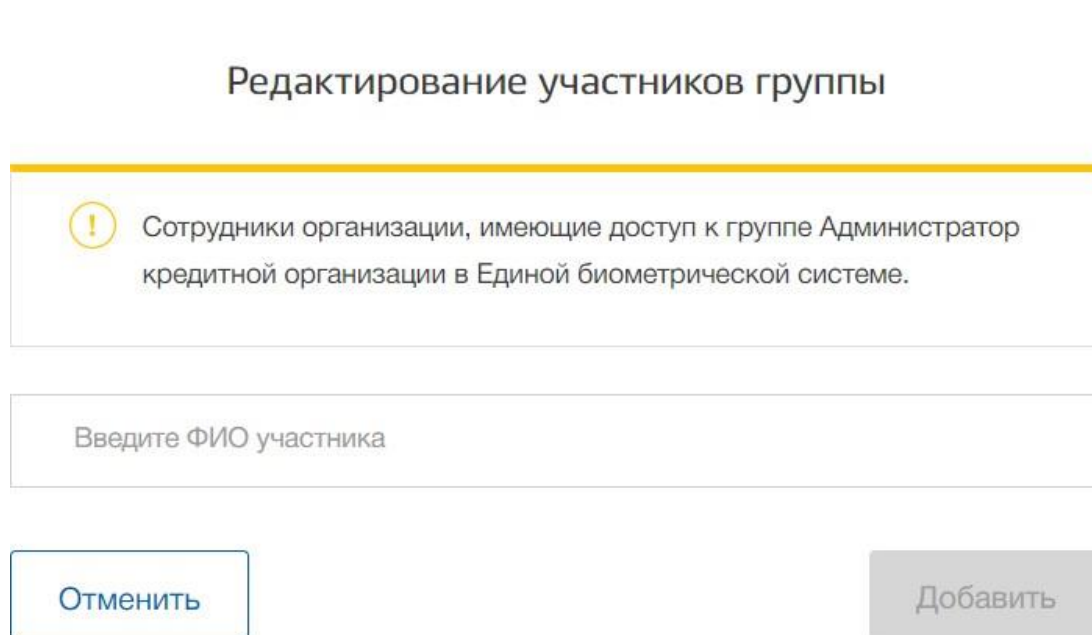 Редактирование участников группы
! Сотрудники организации, имеющие доступ к группе Администратор
кредитной организации в Единой биометрической системе.
Введите ФИО участника
Отменить
Добавить